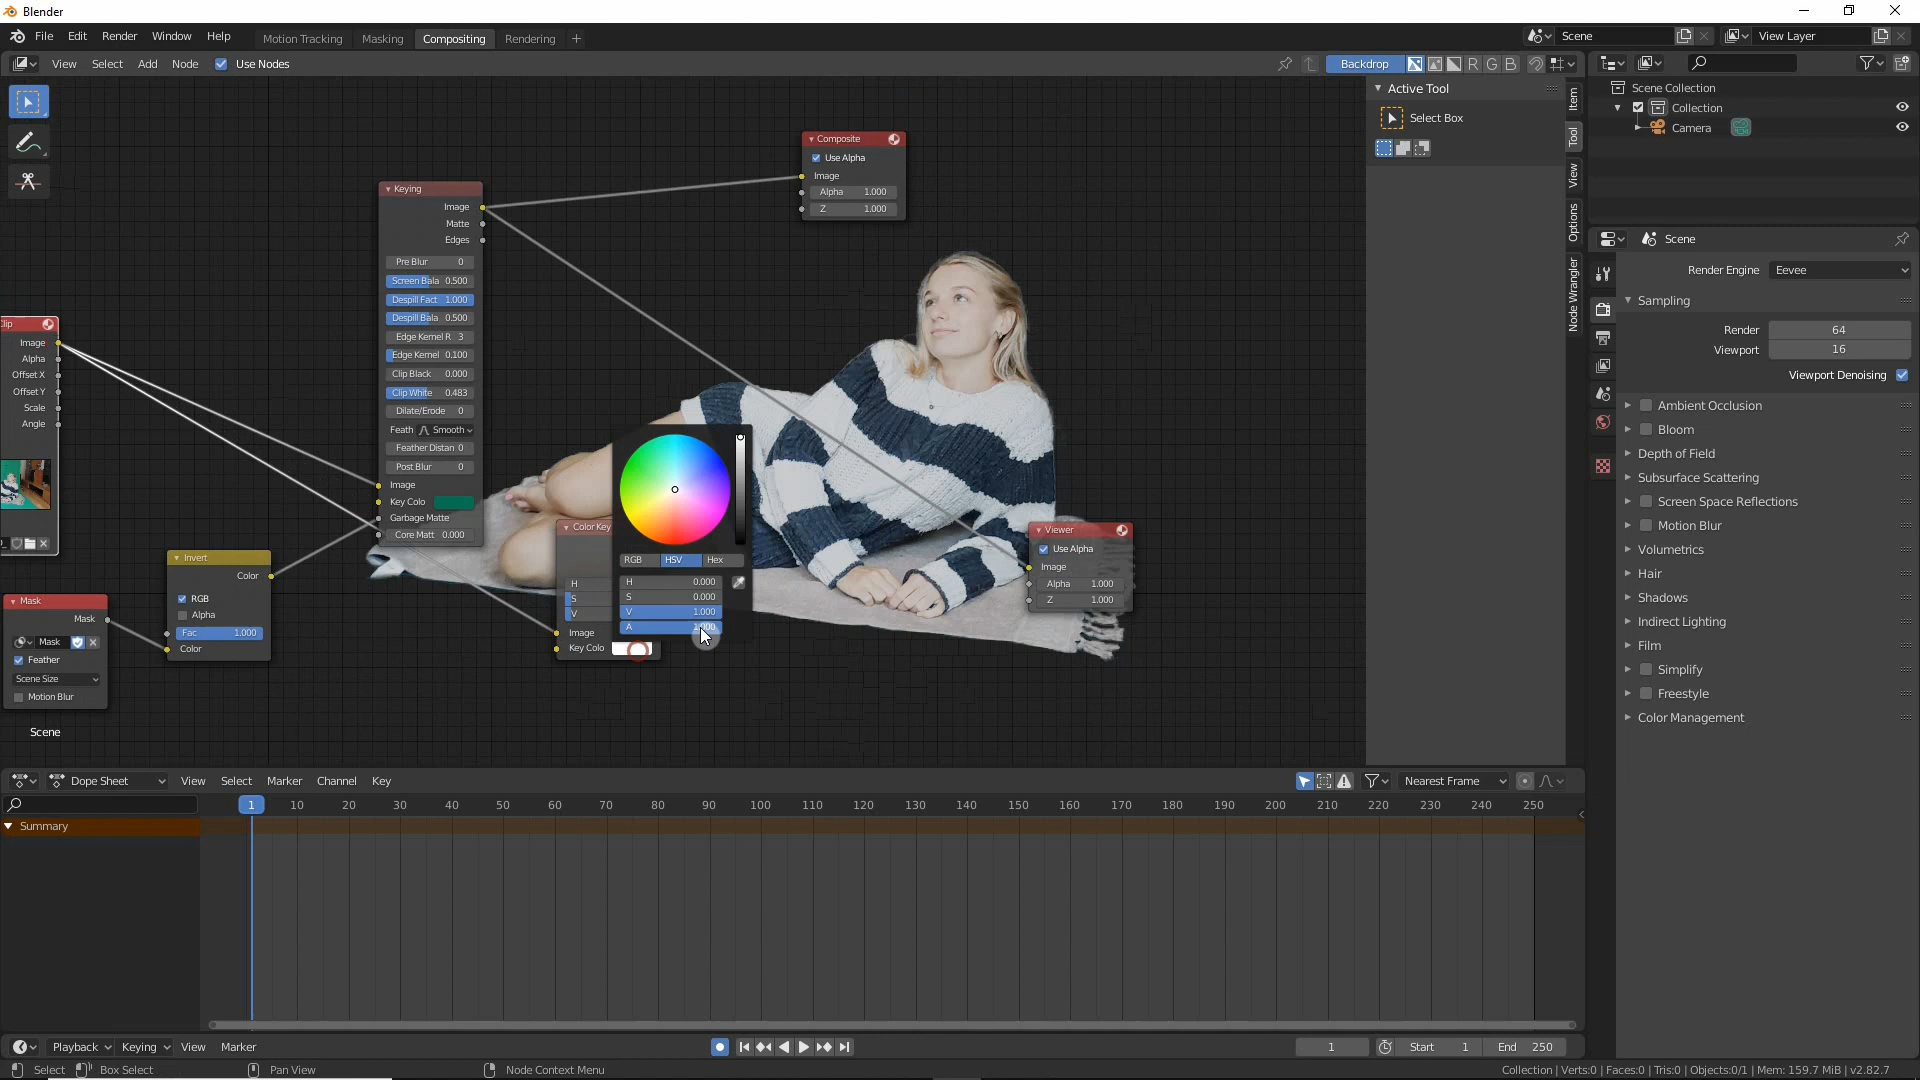 Blender
File Edit Render Window Help
Motion Tracking Masking Compositing Rendering +
Scene
View Layer
View Select Add Node Use Nodes
Backdrop R G B
Active Tool
Select Box
Item
Tool
View
Options
Node Wrangler
Scene Collection
Collection
Camera
Scene
Render Engine Eevee
Sampling
Render 64
Viewport 16
Viewport Denoising
Ambient Occlusion
Bloom
Depth of Field
Subsurface Scattering
Screen Space Reflections
Motion Blur
Volumetrics
Hair
Shadows
Indirect Lighting
Film
Simplify
Freestyle
Color Management
Composite
Use Alpha
Image
Alpha 1.000
Z 1.000
Keying
Image
Matte
Edges
Pre Blur 0
Screen Bala 0.500
Despill Fact 1.000
Despill Bala 0.500
Edge Kernel R 3
Edge Kernel 0.100
Clip Black 0.000
Clip White 0.483
Dilate/Erode 0
Feath Smooth
Feather Distan 0
Post Blur 0
Image
Key Colo
Garbage Matte
Core Matt 0.000
Clip
Image
Alpha
Offset X
Offset Y
Scale
Angle
Invert
Color
RGB
Alpha
Fac 1.000
Color
Mask
Mask
Mask
Feather
Scene Size
Motion Blur
Scene
Color Key
H
S
V
Image
Key Colo
RGB HSV Hex
H 0.000
S 0.000
V 1.000
A 1.000
Viewer
Use Alpha
Image
Alpha 1.000
Z 1.000
Dope Sheet View Select Marker Channel Key
Nearest Frame
1 10 20 30 40 50 60 70 80 90 100 110 120 130 140 150 160 170 180 190 200 210 220 230 240 250
Summary
Playback Keying View Marker
1 Start 1 End 250
Select Box Select Pan View Node Context Menu
Collection | Verts:0 | Faces:0 | Tris:0 | Objects:0/1 | Mem: 159.7 MiB | v2.82.7